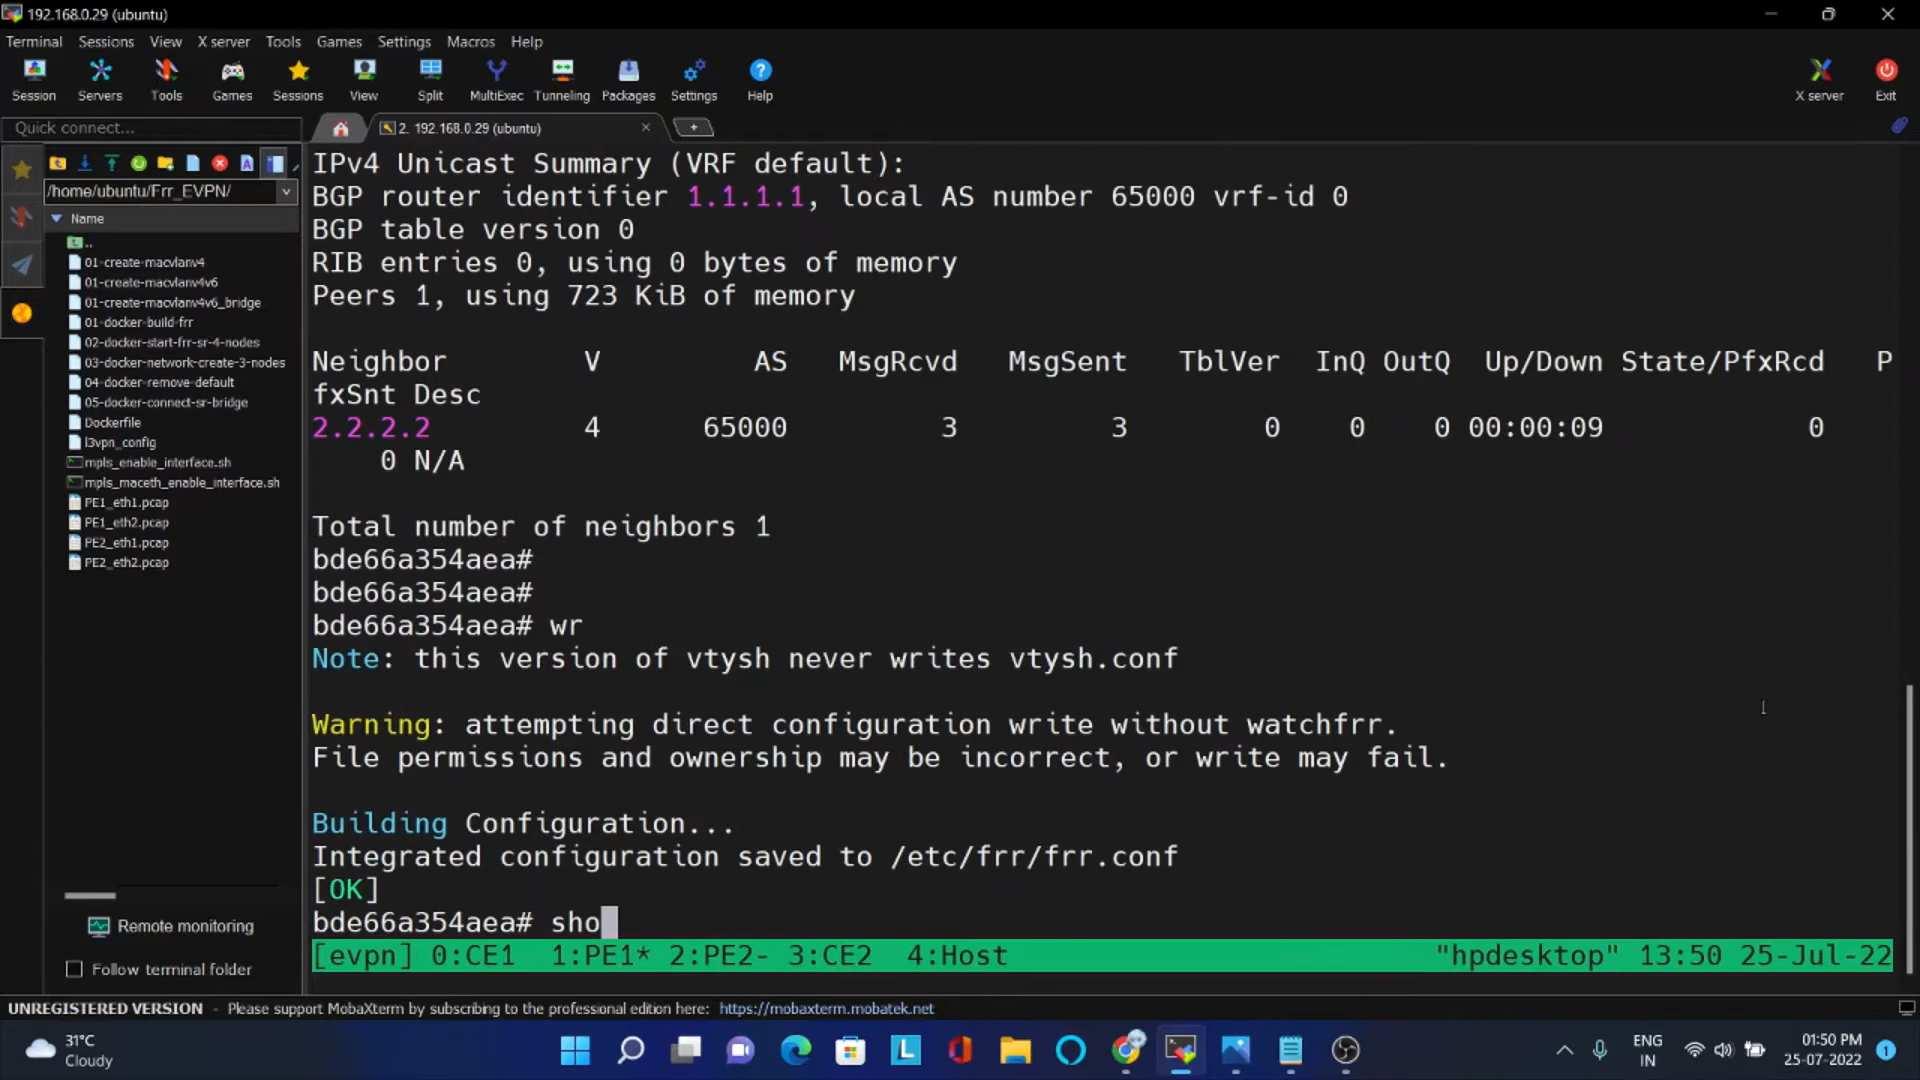 192.168.0.29 (ubuntu)
Terminal Sessions View X server Tools Games Settings Macros Help
Session Servers Tools Games Sessions View Split MultiExec Tunneling Packages Settings Help X server Exit
Quick connect...
2. 192.168.0.29 (ubuntu)
/home/ubuntu/Frr_EVPN/
Name
..
01-create-macvlanv4
01-create-macvlanv4v6
01-create-macvlanv4v6_bridge
01-docker-build-frr
02-docker-start-frr-sr-4-nodes
03-docker-network-create-3-nodes
04-docker-remove-default
05-docker-connect-sr-bridge
Dockerfile
l3vpn_config
mpls_enable_interface.sh
mpls_maceth_enable_interface.sh
PE1_eth1.pcap
PE1_eth2.pcap
PE2_eth1.pcap
PE2_eth2.pcap
Remote monitoring
Follow terminal folder
IPv4 Unicast Summary (VRF default):
BGP router identifier 1.1.1.1, local AS number 65000 vrf-id 0
BGP table version 0
RIB entries 0, using 0 bytes of memory
Peers 1, using 723 KiB of memory
Neighbor V AS MsgRcvd MsgSent TblVer InQ OutQ Up/Down State/PfxRcd P
fxSnt Desc
2.2.2.2 4 65000 3 3 0 0 0 00:00:09 0
0 N/A
Total number of neighbors 1
bde66a354aea#
bde66a354aea#
bde66a354aea# wr
Note: this version of vtysh never writes vtysh.conf
Warning: attempting direct configuration write without watchfrr.
File permissions and ownership may be incorrect, or write may fail.
Building Configuration...
Integrated configuration saved to /etc/frr/frr.conf
[OK]
bde66a354aea# sho
[evpn] 0:CE1 1:PE1* 2:PE2- 3:CE2 4:Host "hpdesktop" 13:50 25-Jul-22
UNREGISTERED VERSION - Please support MobaXterm by subscribing to the professional edition here: https://mobaxterm.mobatek.net
31°C
Cloudy
L
ENG
IN
01:50 PM
25-07-2022
1